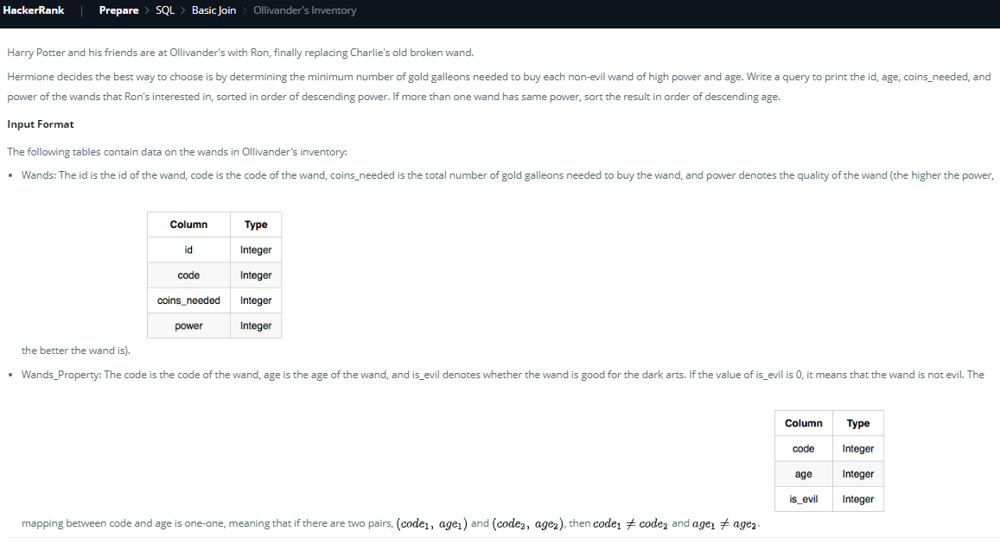 HackerRank | Prepare > SQL > Basic Join > Ollivander's Inventory
Harry Potter and his friends are at Ollivander's with Ron, finally replacing Charlie's old broken wand.
Hermione decides the best way to choose is by determining the minimum number of gold galleons needed to buy each non-evil wand of high power and age. Write a query to print the id, age, coins_needed, and
power of the wands that Ron's interested in, sorted in order of descending power. If more than one wand has same power, sort the result in order of descending age.
Input Format
The following tables contain data on the wands in Ollivander's inventory:
• Wands: The id is the id of the wand, code is the code of the wand, coins_needed is the total number of gold galleons needed to buy the wand, and power denotes the quality of the wand (the higher the power,
Column Type
id Integer
code Integer
coins_needed Integer
power Integer
the better the wand is).
• Wands_Property: The code is the code of the wand, age is the age of the wand, and is_evil denotes whether the wand is good for the dark arts. If the value of is_evil is 0, it means that the wand is not evil. The
Column Type
code Integer
age Integer
is_evil Integer
mapping between code and age is one-one, meaning that if there are two pairs, (code₁, age₁) and (code₂, age₂), then code₁ ≠ code₂ and age₁ ≠ age₂.